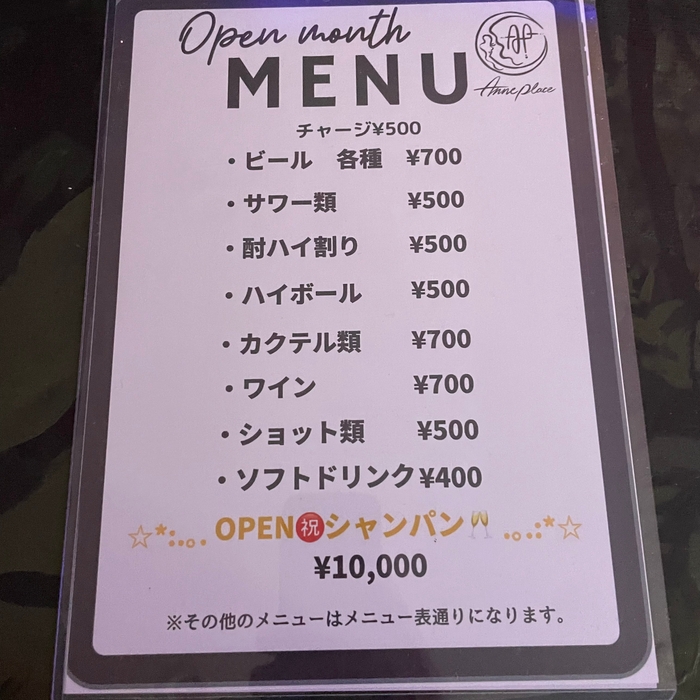 Open month
MENU
AP
Anne place
チャージ¥500
・ビール 各種 ¥700
・サワー類 ¥500
・酎ハイ割り ¥500
・ハイボール ¥500
・カクテル類 ¥700
・ワイン ¥700
・ショット類 ¥500
・ソフトドリンク ¥400
☆*:..。. OPEN㊗シャンパン🥂 .。..:*☆
¥10,000
※その他のメニューはメニュー表通りになります。